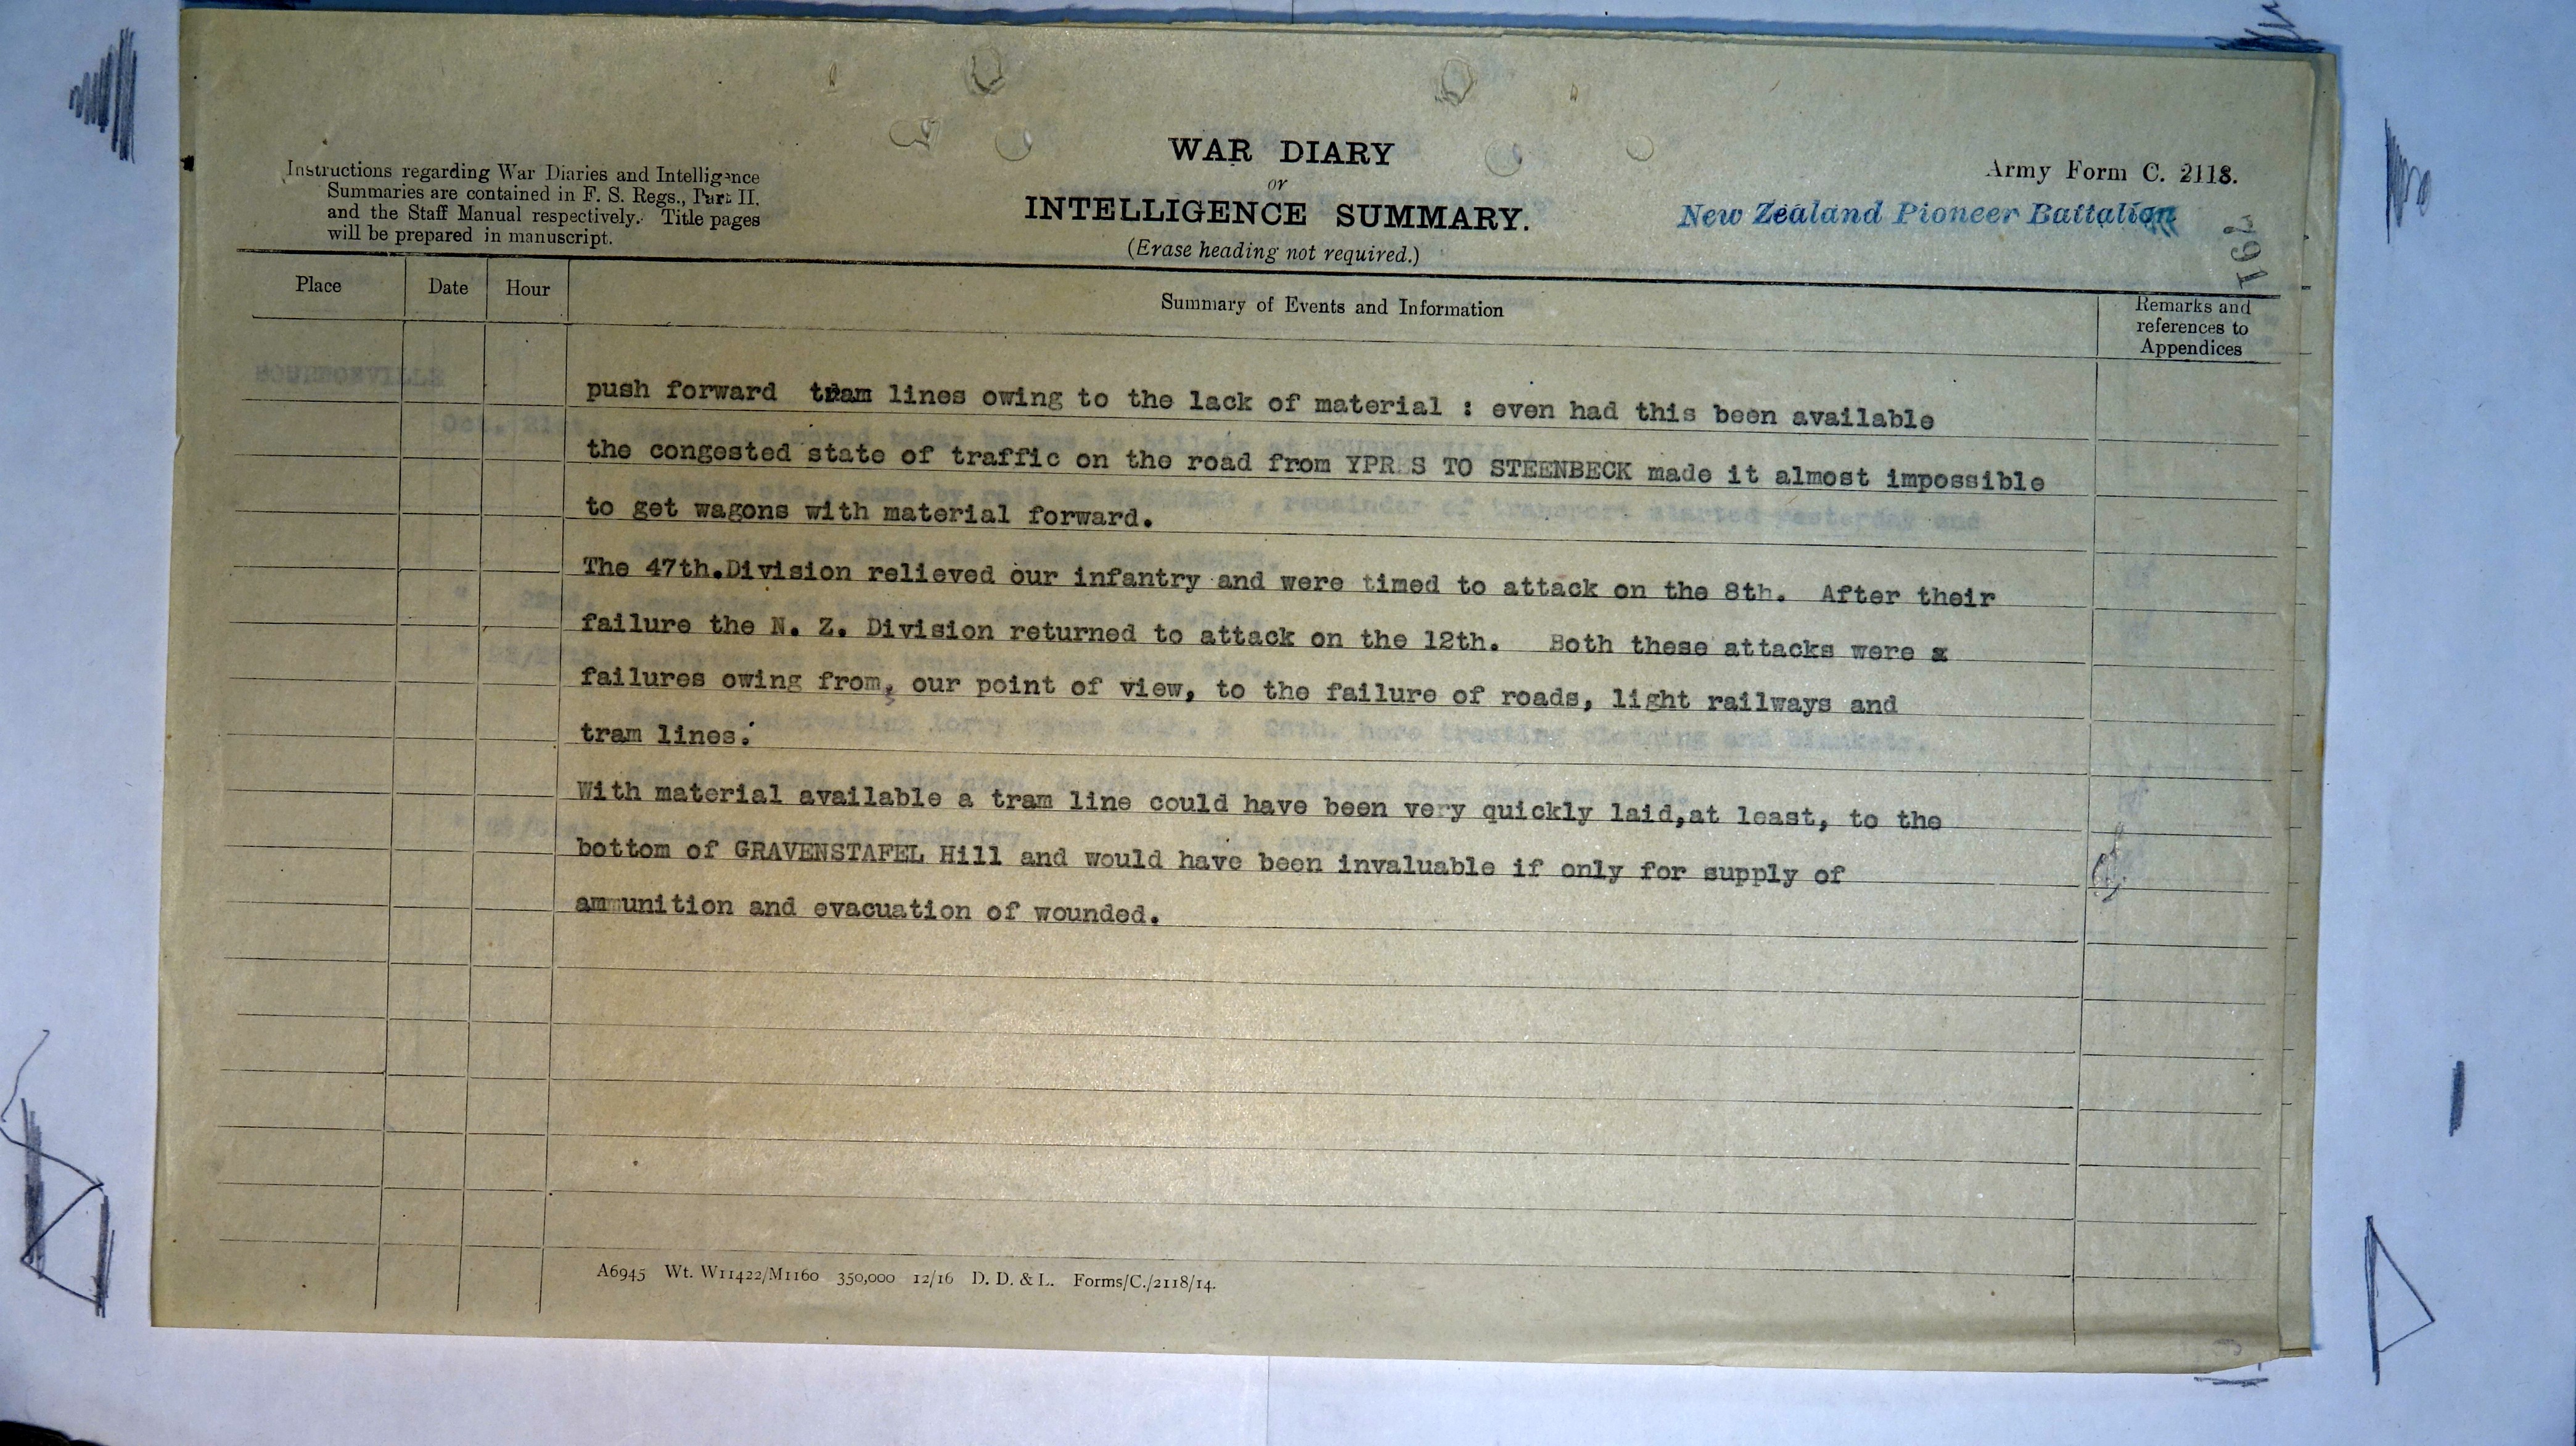 WAR DIARY
or
INTELLIGENCE SUMMARY.
(Erase heading not required.)
Instructions regarding War Diaries and Intelligence
Summaries are contained in F. S. Regs., Part II.
and the Staff Manual respectively. Title pages
will be prepared in manuscript.
Army Form C. 2118.
New Zealand Pioneer Battalion
162
Place
Date
Hour
Summary of Events and Information
Remarks and
references to
Appendices
push forward tram lines owing to the lack of material : even had this been available
the congested state of traffic on the road from YPR S TO STEENBECK made it almost impossible
to get wagons with material forward.
The 47th.Division relieved our infantry and were timed to attack on the 8th. After their
failure the N. Z. Division returned to attack on the 12th. Both these attacks were
failures owing from, our point of view, to the failure of roads, light railways and
tram lines.
With material available a tram line could have been very quickly laid,at least, to the
bottom of GRAVENSTAFEL Hill and would have been invaluable if only for supply of
ammunition and evacuation of wounded.
A6945 Wt. W11422/M1160 350,000 12/16 D. D. & L. Forms/C./2118/14.